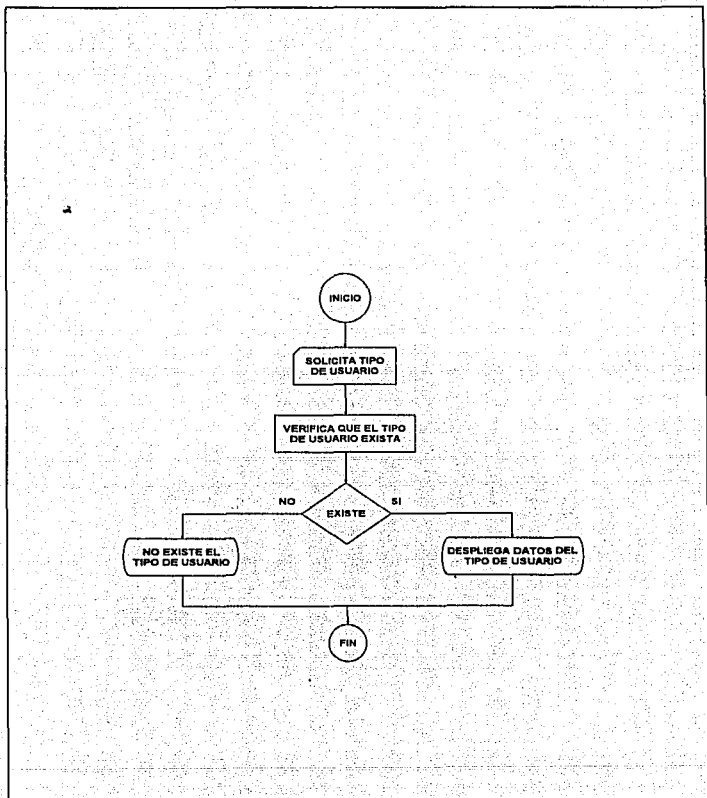 INICIO
SOLICITA TIPO
DE USUARIO
VERIFICA QUE EL TIPO
DE USUARIO EXISTA
NO
SI
EXISTE
NO EXISTE EL
TIPO DE USUARIO
DESPLIEGA DATOS DEL
TIPO DE USUARIO
FIN